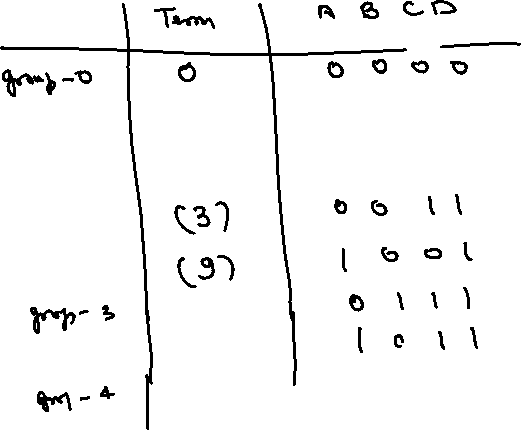 Term A B C D
group-0 0 0 0 0 0
(3) 0 0 1 1
(9) 1 0 0 1
0 1 1 1
group-3 1 0 1 1
-4